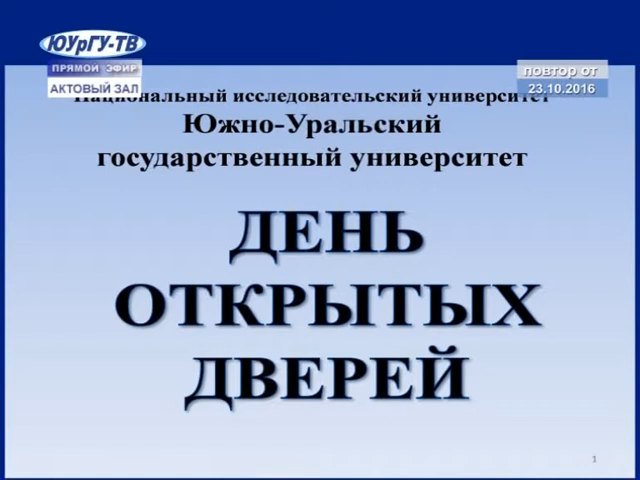 ЮУрГУ-ТВ
ПРЯМОЙ ЭФИР
АКТОВЫЙ ЗАЛ
повтор от
23.10.2016
Национальный исследовательский университет
Южно-Уральский
государственный университет
ДЕНЬ
ОТКРЫТЫХ
ДВЕРЕЙ
1